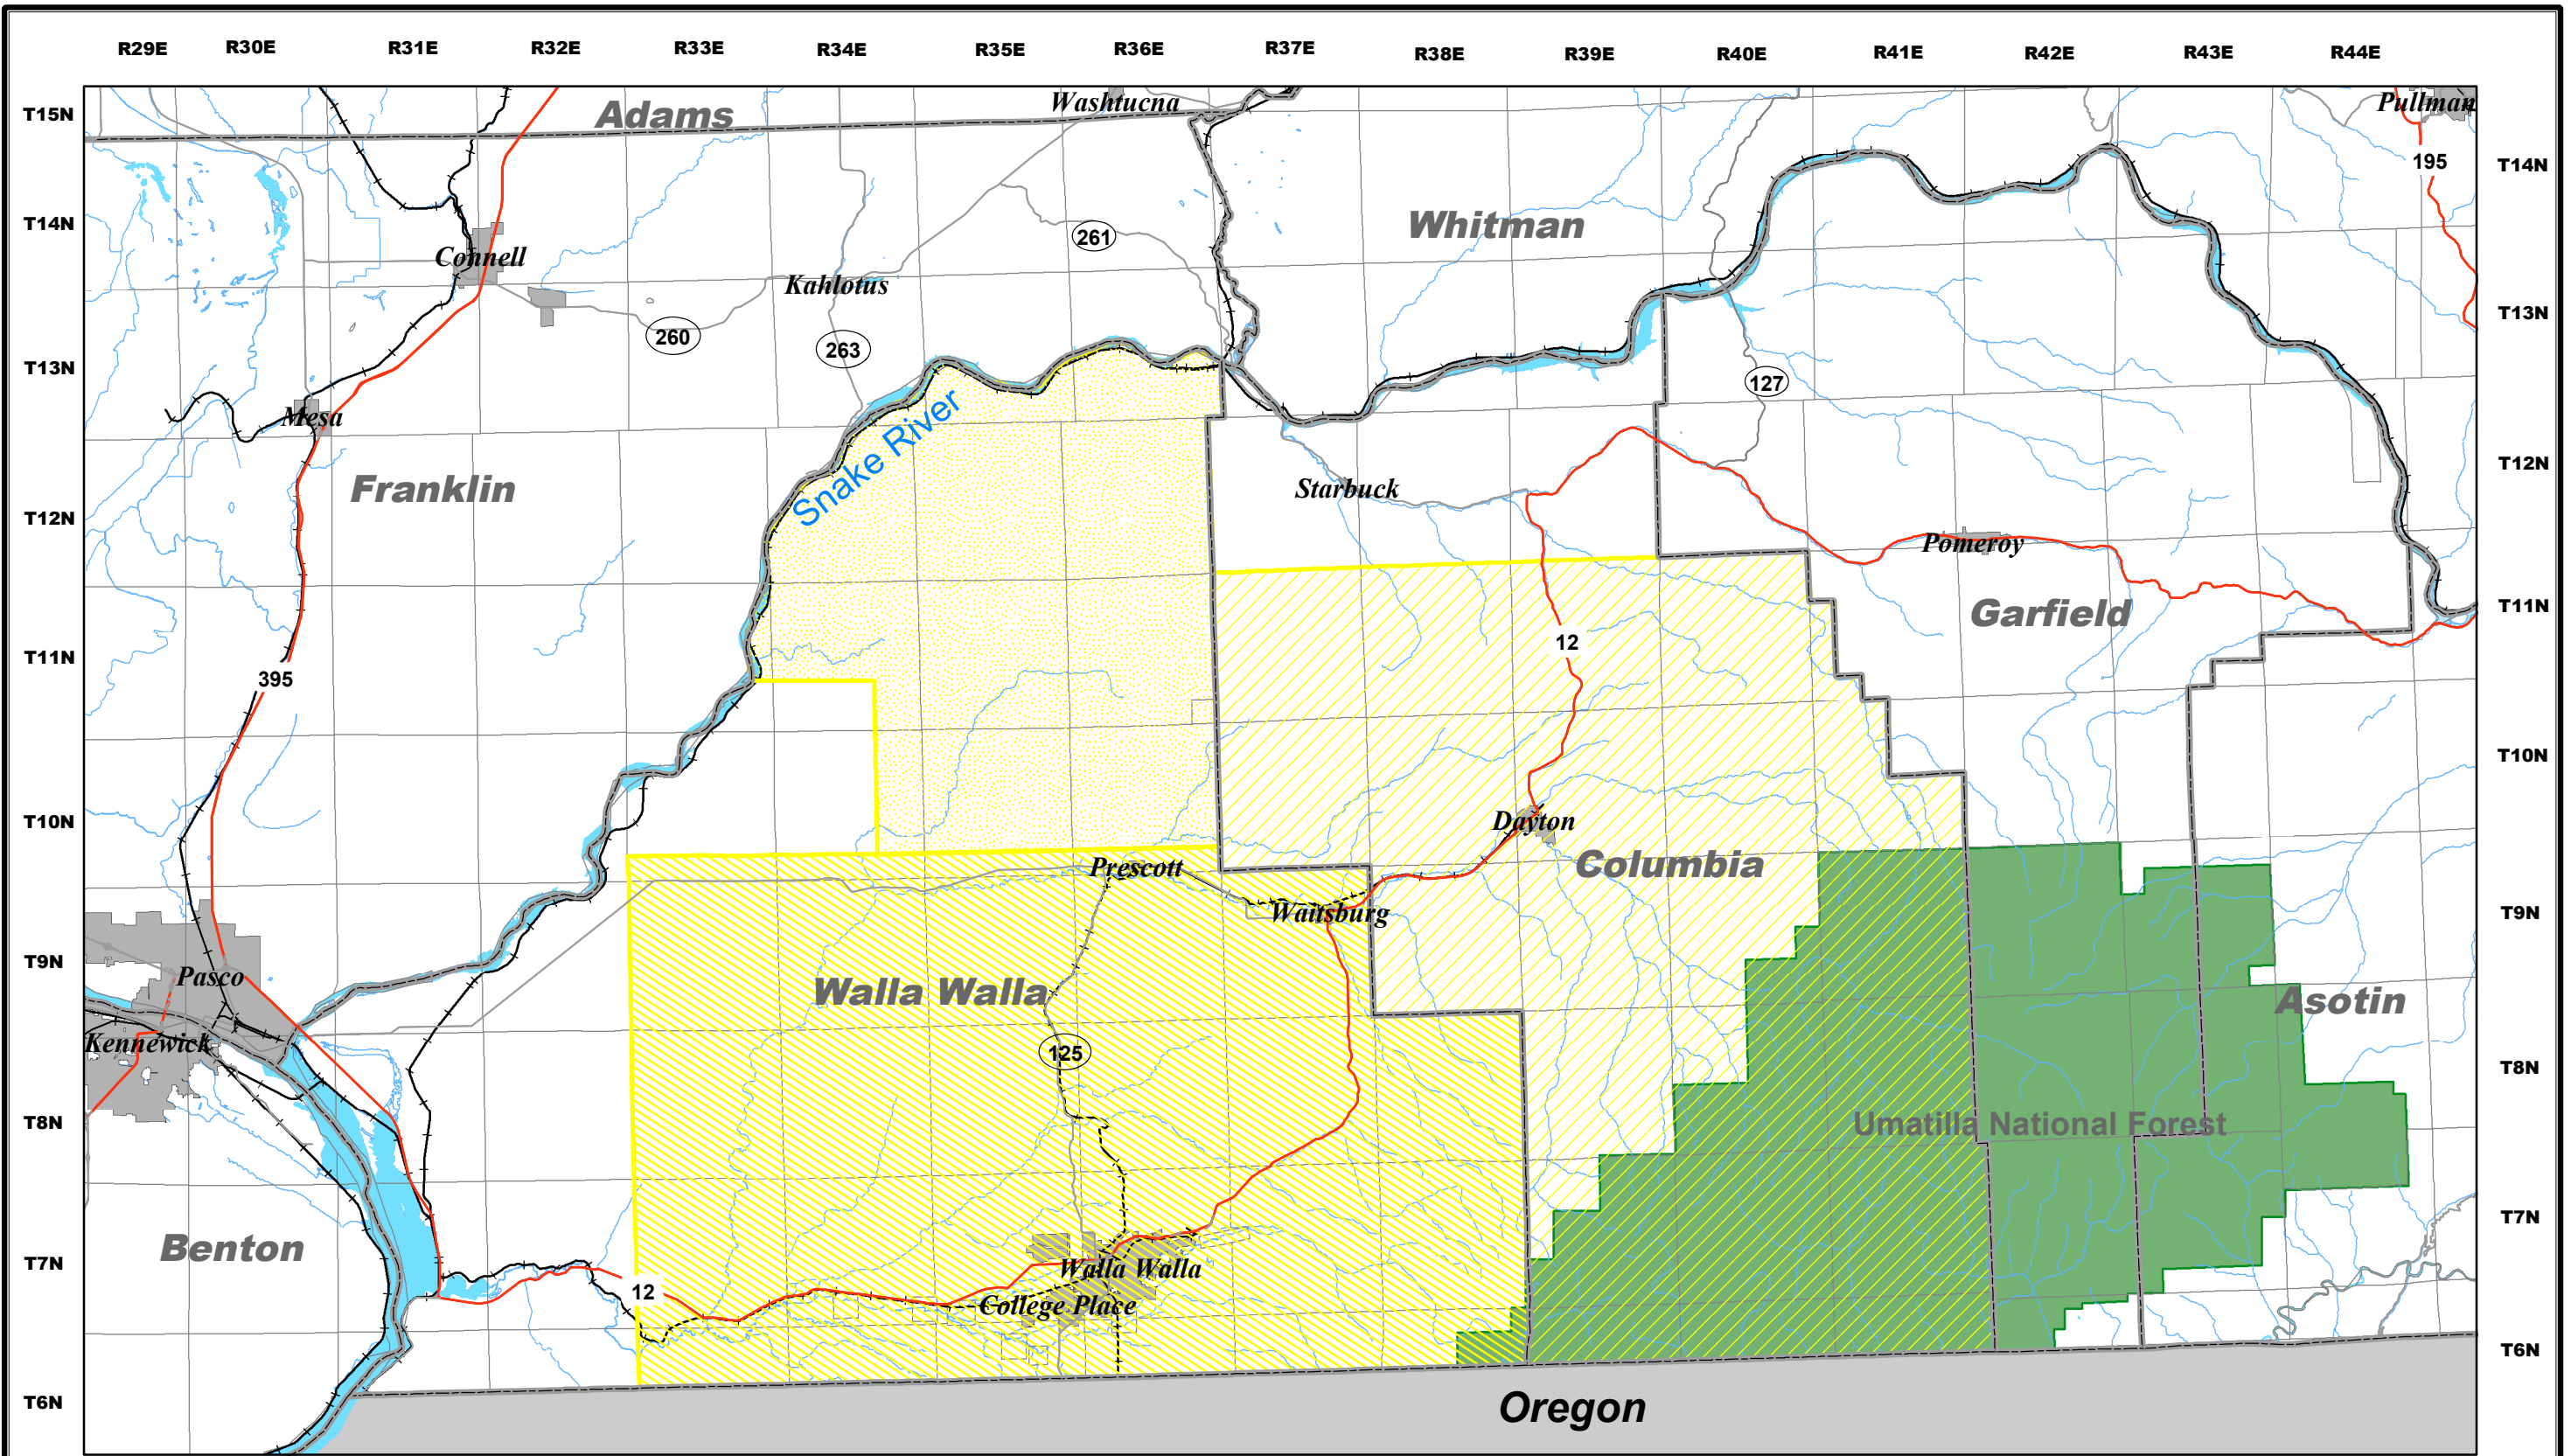 R29E R30E R31E R32E R33E R34E R35E R36E R37E R38E R39E R40E R41E R42E R43E R44E
T15N
Adams
Washtucna
Pullman
195
T14N
T14N
Whitman
261
Connell
Kahlotus
260
263
T13N
T13N
127
Mesa
Snake River
Franklin
Starbuck
T12N
T12N
Pomeroy
Garfield
T11N
T11N
12
395
T10N
T10N
Dayton
Columbia
Prescott
Waitsburg
T9N
T9N
Pasco
Walla Walla
Asotin
Kennewick
125
T8N
T8N
Umatilla National Forest
T7N
T7N
Benton
Walla Walla
12
College Place
T6N
T6N
Oregon